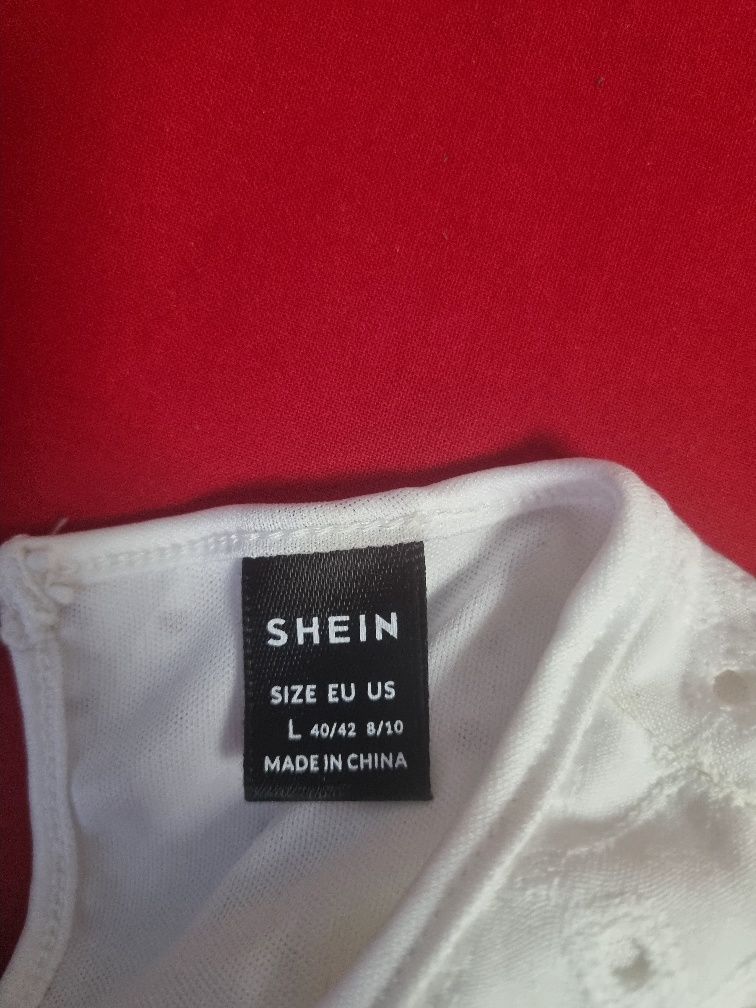 SHEIN
SIZE EU US
L 40/42 8/10
MADE IN CHINA